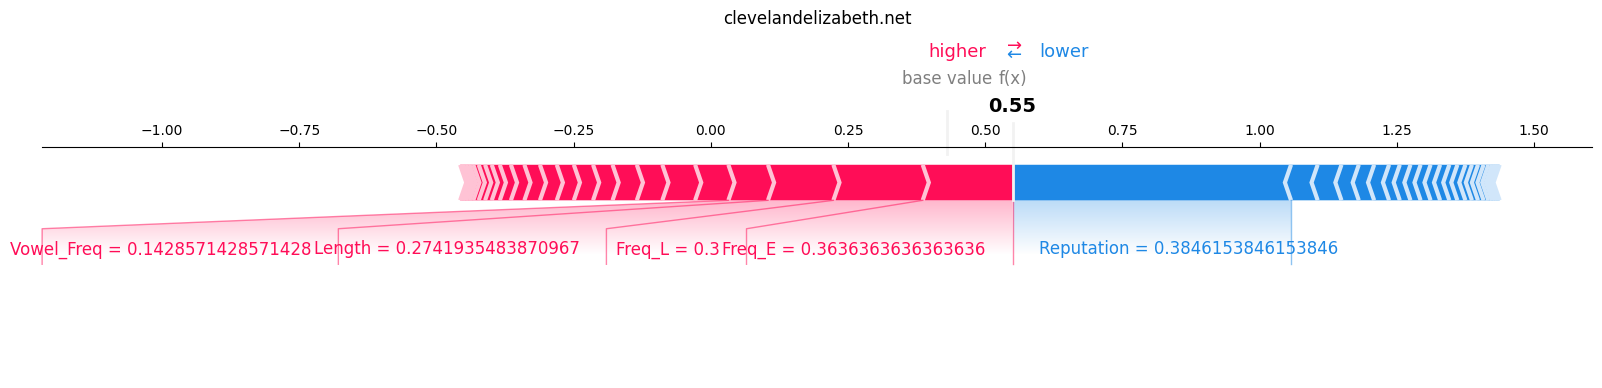 clevelandelizabeth.net
higher → ← lower
base value f(x)
0.55
−1.00 −0.75 −0.50 −0.25 0.00 0.25 0.50 0.75 1.00 1.25 1.50
Vowel_Freq = 0.1428571428571428 Length = 0.2741935483870967 Freq_L = 0.3 Freq_E = 0.3636363636363636 Reputation = 0.3846153846153846